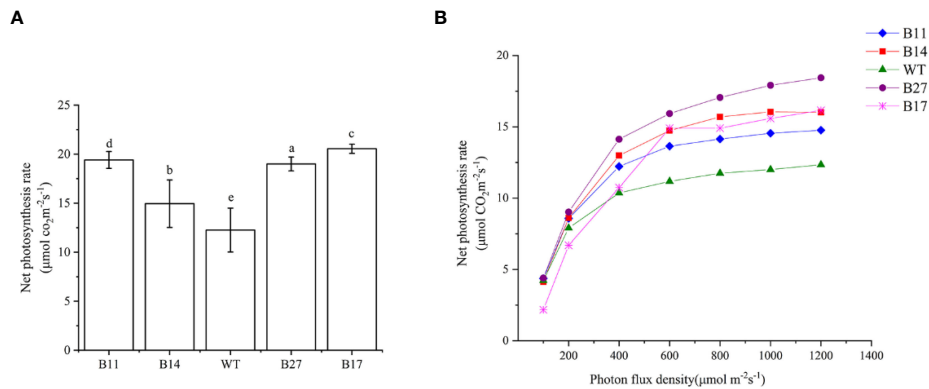 A
Net photosynthesis rate
(μmol co₂m⁻²s⁻¹)
25
20
15
10
5
0
d
b
e
a
c
B11 B14 WT B27 B17
B
Net photosynthesis rate
(μmol CO₂m⁻²s⁻¹)
20
15
10
5
0
200 400 600 800 1000 1200 1400
Photon flux density(μmol m⁻²s⁻¹)
B11
B14
WT
B27
B17